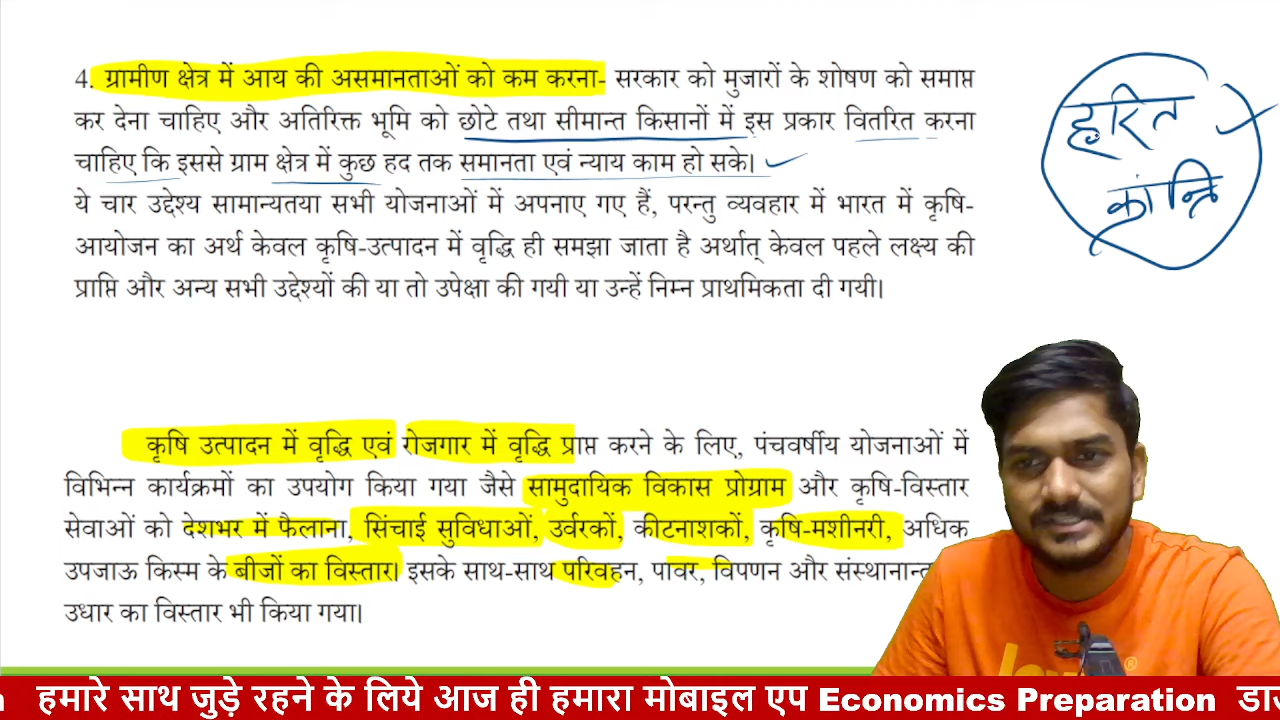 4. ग्रामीण क्षेत्र में आय की असमानताओं को कम करना- सरकार को मुजारों के शोषण को समाप्त
कर देना चाहिए और अतिरिक्त भूमि को छोटे तथा सीमान्त किसानों में इस प्रकार वितरित करना
चाहिए कि इससे ग्राम क्षेत्र में कुछ हद तक समानता एवं न्याय काम हो सके।
ये चार उद्देश्य सामान्यतया सभी योजनाओं में अपनाए गए हैं, परन्तु व्यवहार में भारत में कृषि-
आयोजन का अर्थ केवल कृषि-उत्पादन में वृद्धि ही समझा जाता है अर्थात् केवल पहले लक्ष्य की
प्राप्ति और अन्य सभी उद्देश्यों की या तो उपेक्षा की गयी या उन्हें निम्न प्राथमिकता दी गयी।
हरित
क्रान्ति
कृषि उत्पादन में वृद्धि एवं रोजगार में वृद्धि प्राप्त करने के लिए, पंचवर्षीय योजनाओं में
विभिन्न कार्यक्रमों का उपयोग किया गया जैसे सामुदायिक विकास प्रोग्राम और कृषि-विस्तार
सेवाओं को देशभर में फैलाना, सिंचाई सुविधाओं, उर्वरकों, कीटनाशकों, कृषि-मशीनरी, अधिक
उपजाऊ किस्म के बीजों का विस्तार। इसके साथ-साथ परिवहन, पावर, विपणन और
उधार का विस्तार भी किया गया।
हमारे साथ जुड़े रहने के लिये आज ही हमारा मोबाइल एप Economics Preparation